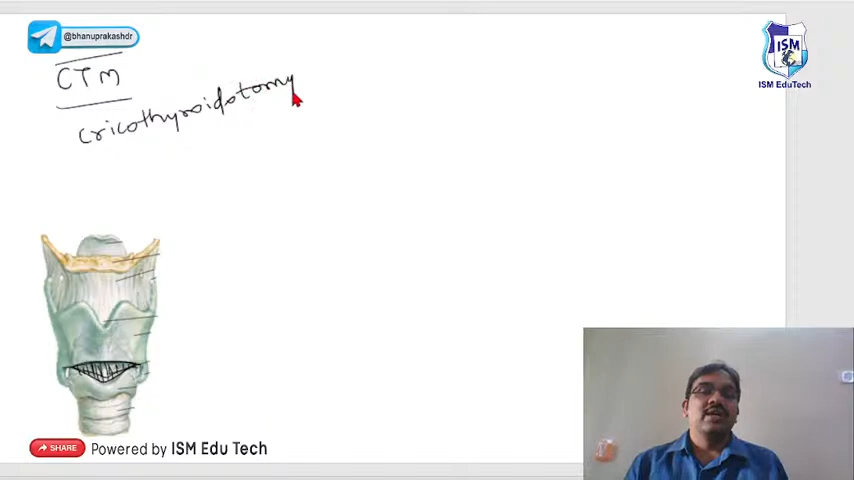 @bhanuprakashdr
ISM
ISM EduTech
CTM
cricothyroidotomy
SHARE
Powered by ISM Edu Tech